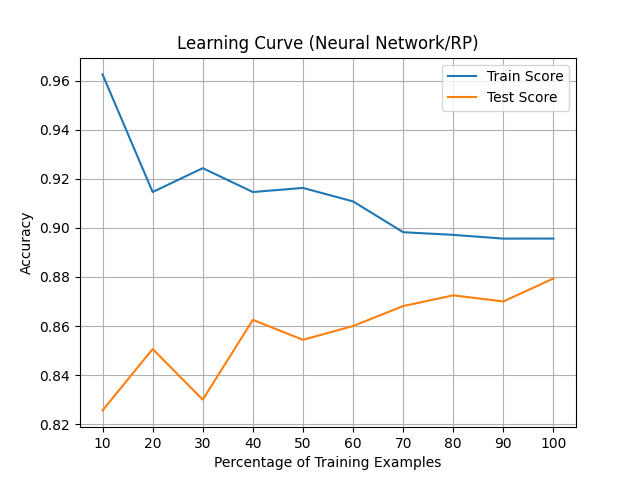 Learning Curve (Neural Network/RP)
Train Score
Test Score
0.96
0.94
0.92
0.90
0.88
0.86
0.84
0.82
Accuracy
10 20 30 40 50 60 70 80 90 100
Percentage of Training Examples